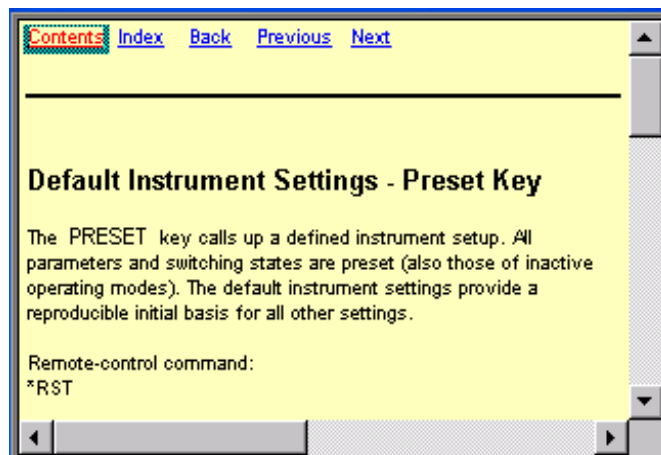 Contents Index Back Previous Next
Default Instrument Settings - Preset Key
The PRESET key calls up a defined instrument setup. All
parameters and switching states are preset (also those of inactive
operating modes). The default instrument settings provide a
reproducible initial basis for all other settings.
Remote-control command:
*RST